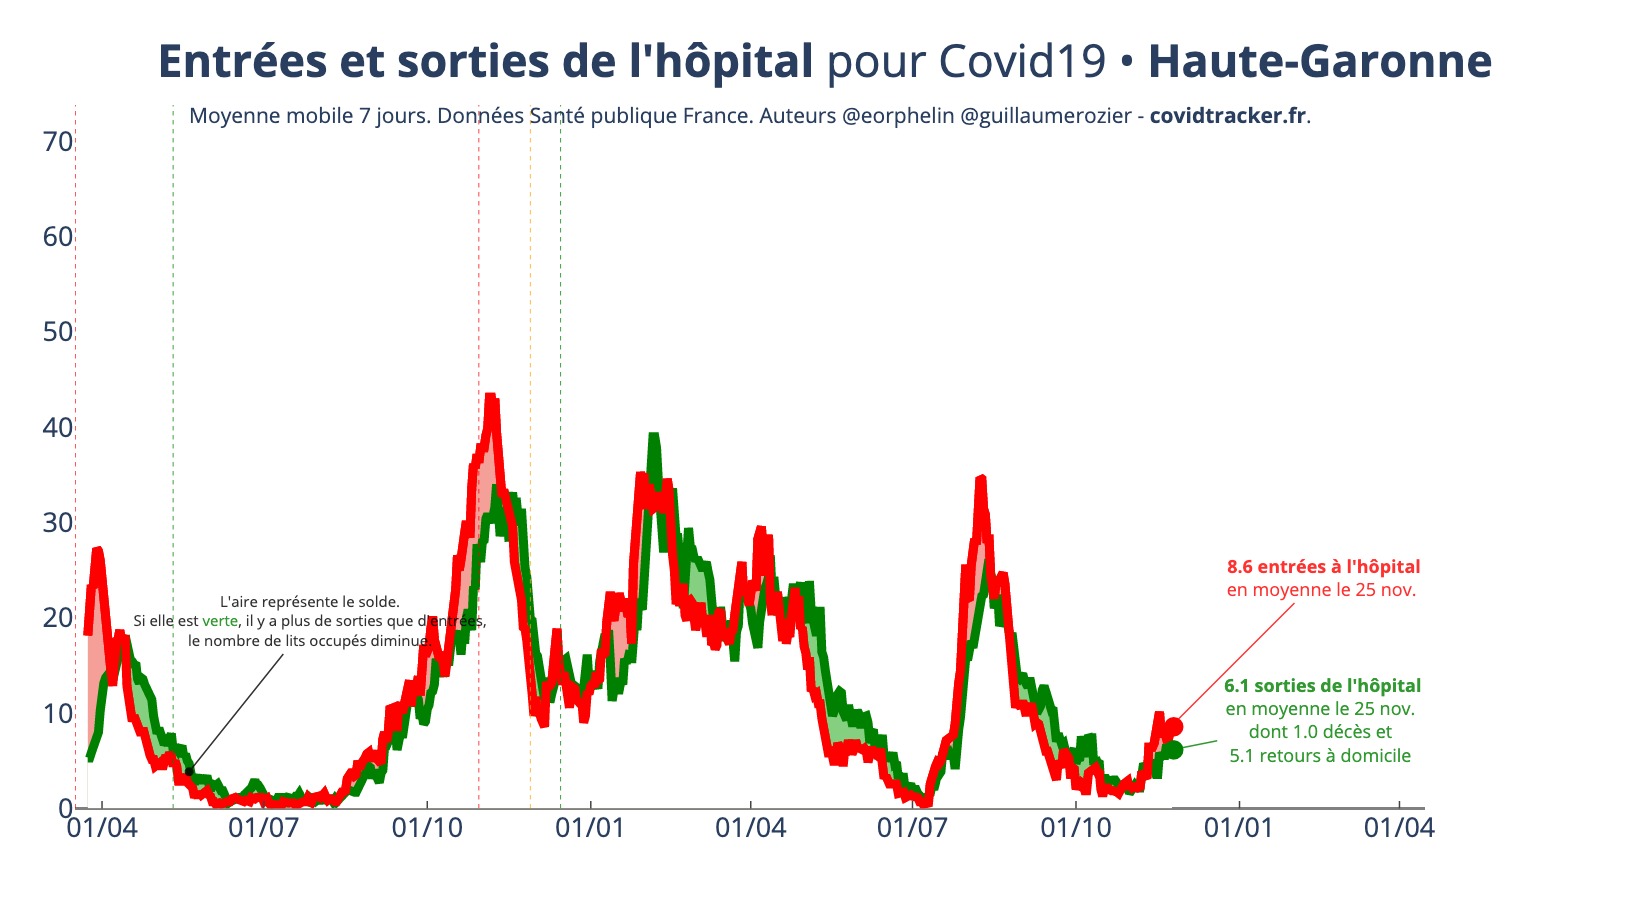 Entrées et sorties de l'hôpital pour Covid19 • Haute-Garonne
Moyenne mobile 7 jours. Données Santé publique France. Auteurs @eorphelin @guillaumerozier - covidtracker.fr.
70
60
50
40
30
20
10
0
L'aire représente le solde.
Si elle est verte, il y a plus de sorties que d'entrées,
le nombre de lits occupés diminue.
8.6 entrées à l'hôpital
en moyenne le 25 nov.
6.1 sorties de l'hôpital
en moyenne le 25 nov.
dont 1.0 décès et
5.1 retours à domicile
01/04 01/07 01/10 01/01 01/04 01/07 01/10 01/01 01/04